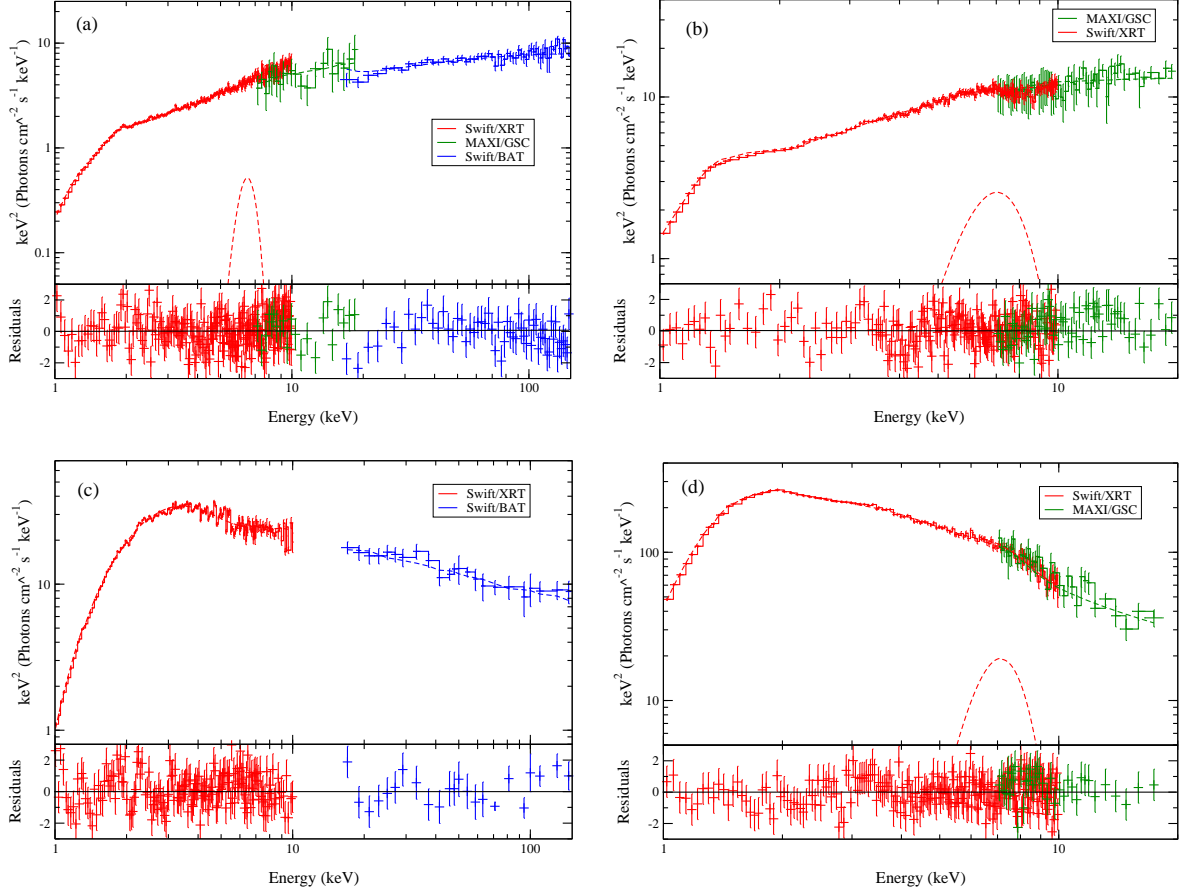 (a)
10
1
0.1
keV^2 (Photons cm^-2 s^-1 keV^-1)
Swift/XRT
MAXI/GSC
Swift/BAT
2
0
-2
Residuals
1
10
100
Energy (keV)
(b)
10
1
keV^2 (Photons cm^-2 s^-1 keV^-1)
MAXI/GSC
Swift/XRT
2
0
-2
Residuals
1
10
Energy (keV)
(c)
10
1
keV^2 (Photons cm^-2 s^-1 keV^-1)
Swift/XRT
Swift/BAT
2
0
-2
Residuals
1
10
100
Energy (keV)
(d)
100
10
keV^2 (Photons cm^-2 s^-1 keV^-1)
Swift/XRT
MAXI/GSC
2
0
-2
Residuals
1
10
Energy (keV)